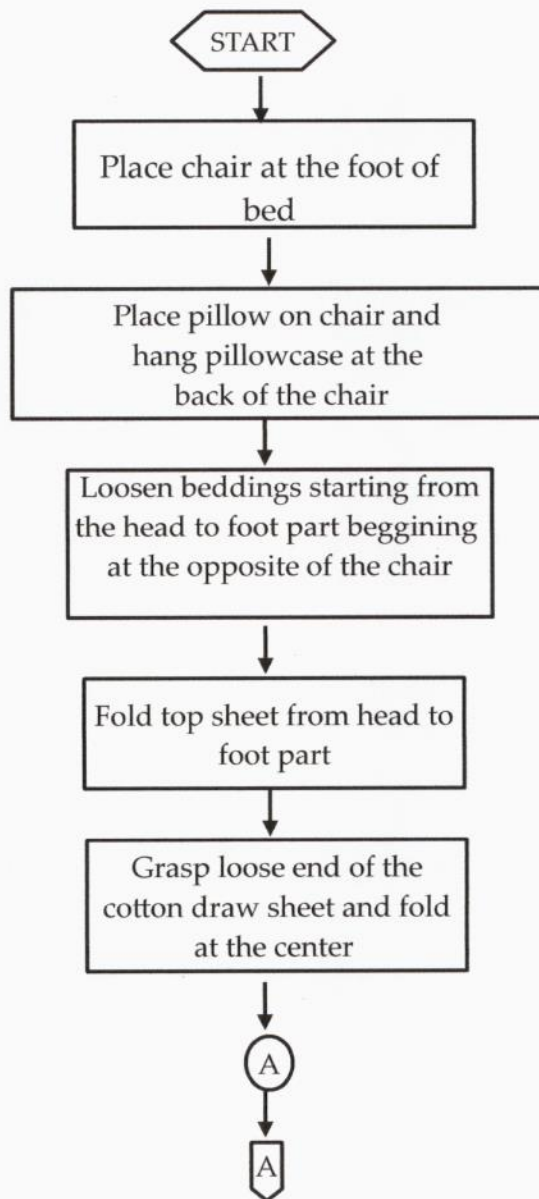 START
Place chair at the foot of
bed
Place pillow on chair and
hang pillowcase at the
back of the chair
Loosen beddings starting from
the head to foot part beggining
at the opposite of the chair
Fold top sheet from head to
foot part
Grasp loose end of the
cotton draw sheet and fold
at the center
A
A